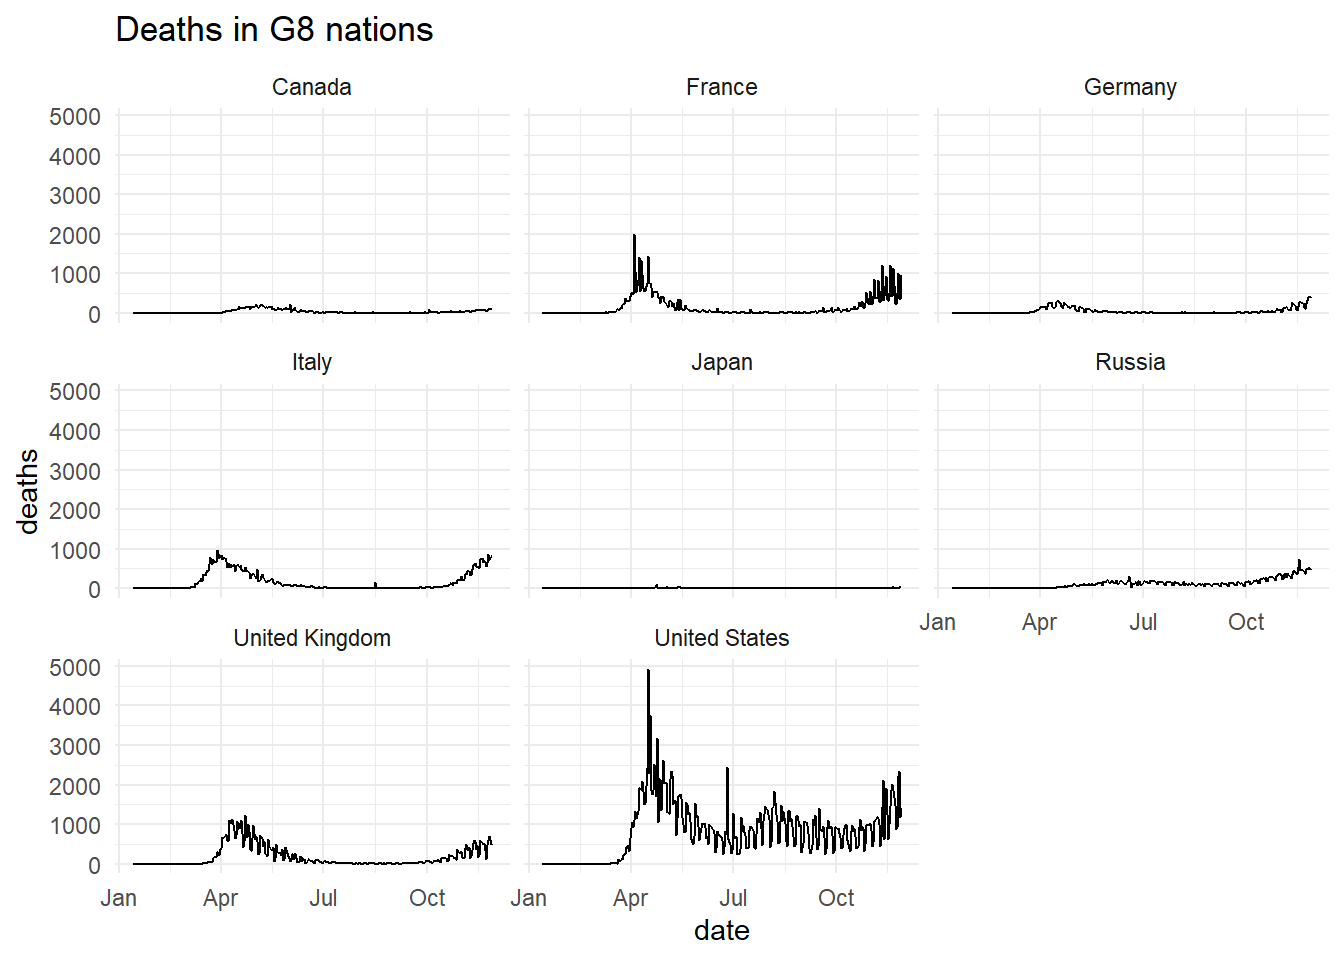 Deaths in G8 nations
Canada
France
Germany
5000
4000
3000
2000
1000
0
Italy
Japan
Russia
5000
4000
3000
2000
1000
0
deaths
Jan Apr Jul Oct
United Kingdom
United States
5000
4000
3000
2000
1000
0
Jan Apr Jul Oct
Jan Apr Jul Oct
date